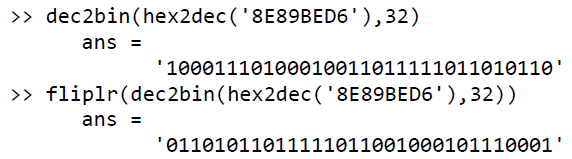 >> dec2bin(hex2dec('8E89BED6'),32)
ans =
'10001110100010011011111011010110'
>> fliplr(dec2bin(hex2dec('8E89BED6'),32))
ans =
'01101011011111011001000101110001'